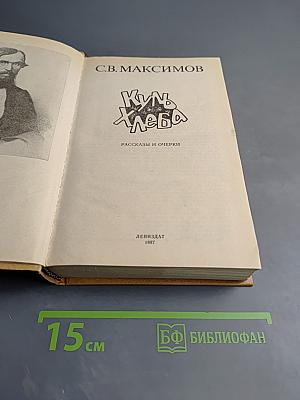 С.В. МАКСИМОВ
Куль
Хлеба
РАССКАЗЫ И ОЧЕРКИ
ЛЕНИЗДАТ
1987
15 см
БФ БИБЛИОФАН